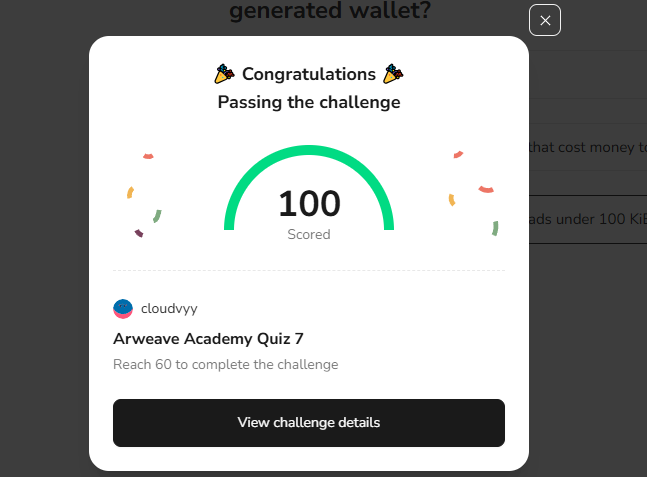 generated wallet?
Congratulations
Passing the challenge
that cost money to
100
Scored
ads under 100 KiB
cloudvyy
Arweave Academy Quiz 7
Reach 60 to complete the challenge
View challenge details